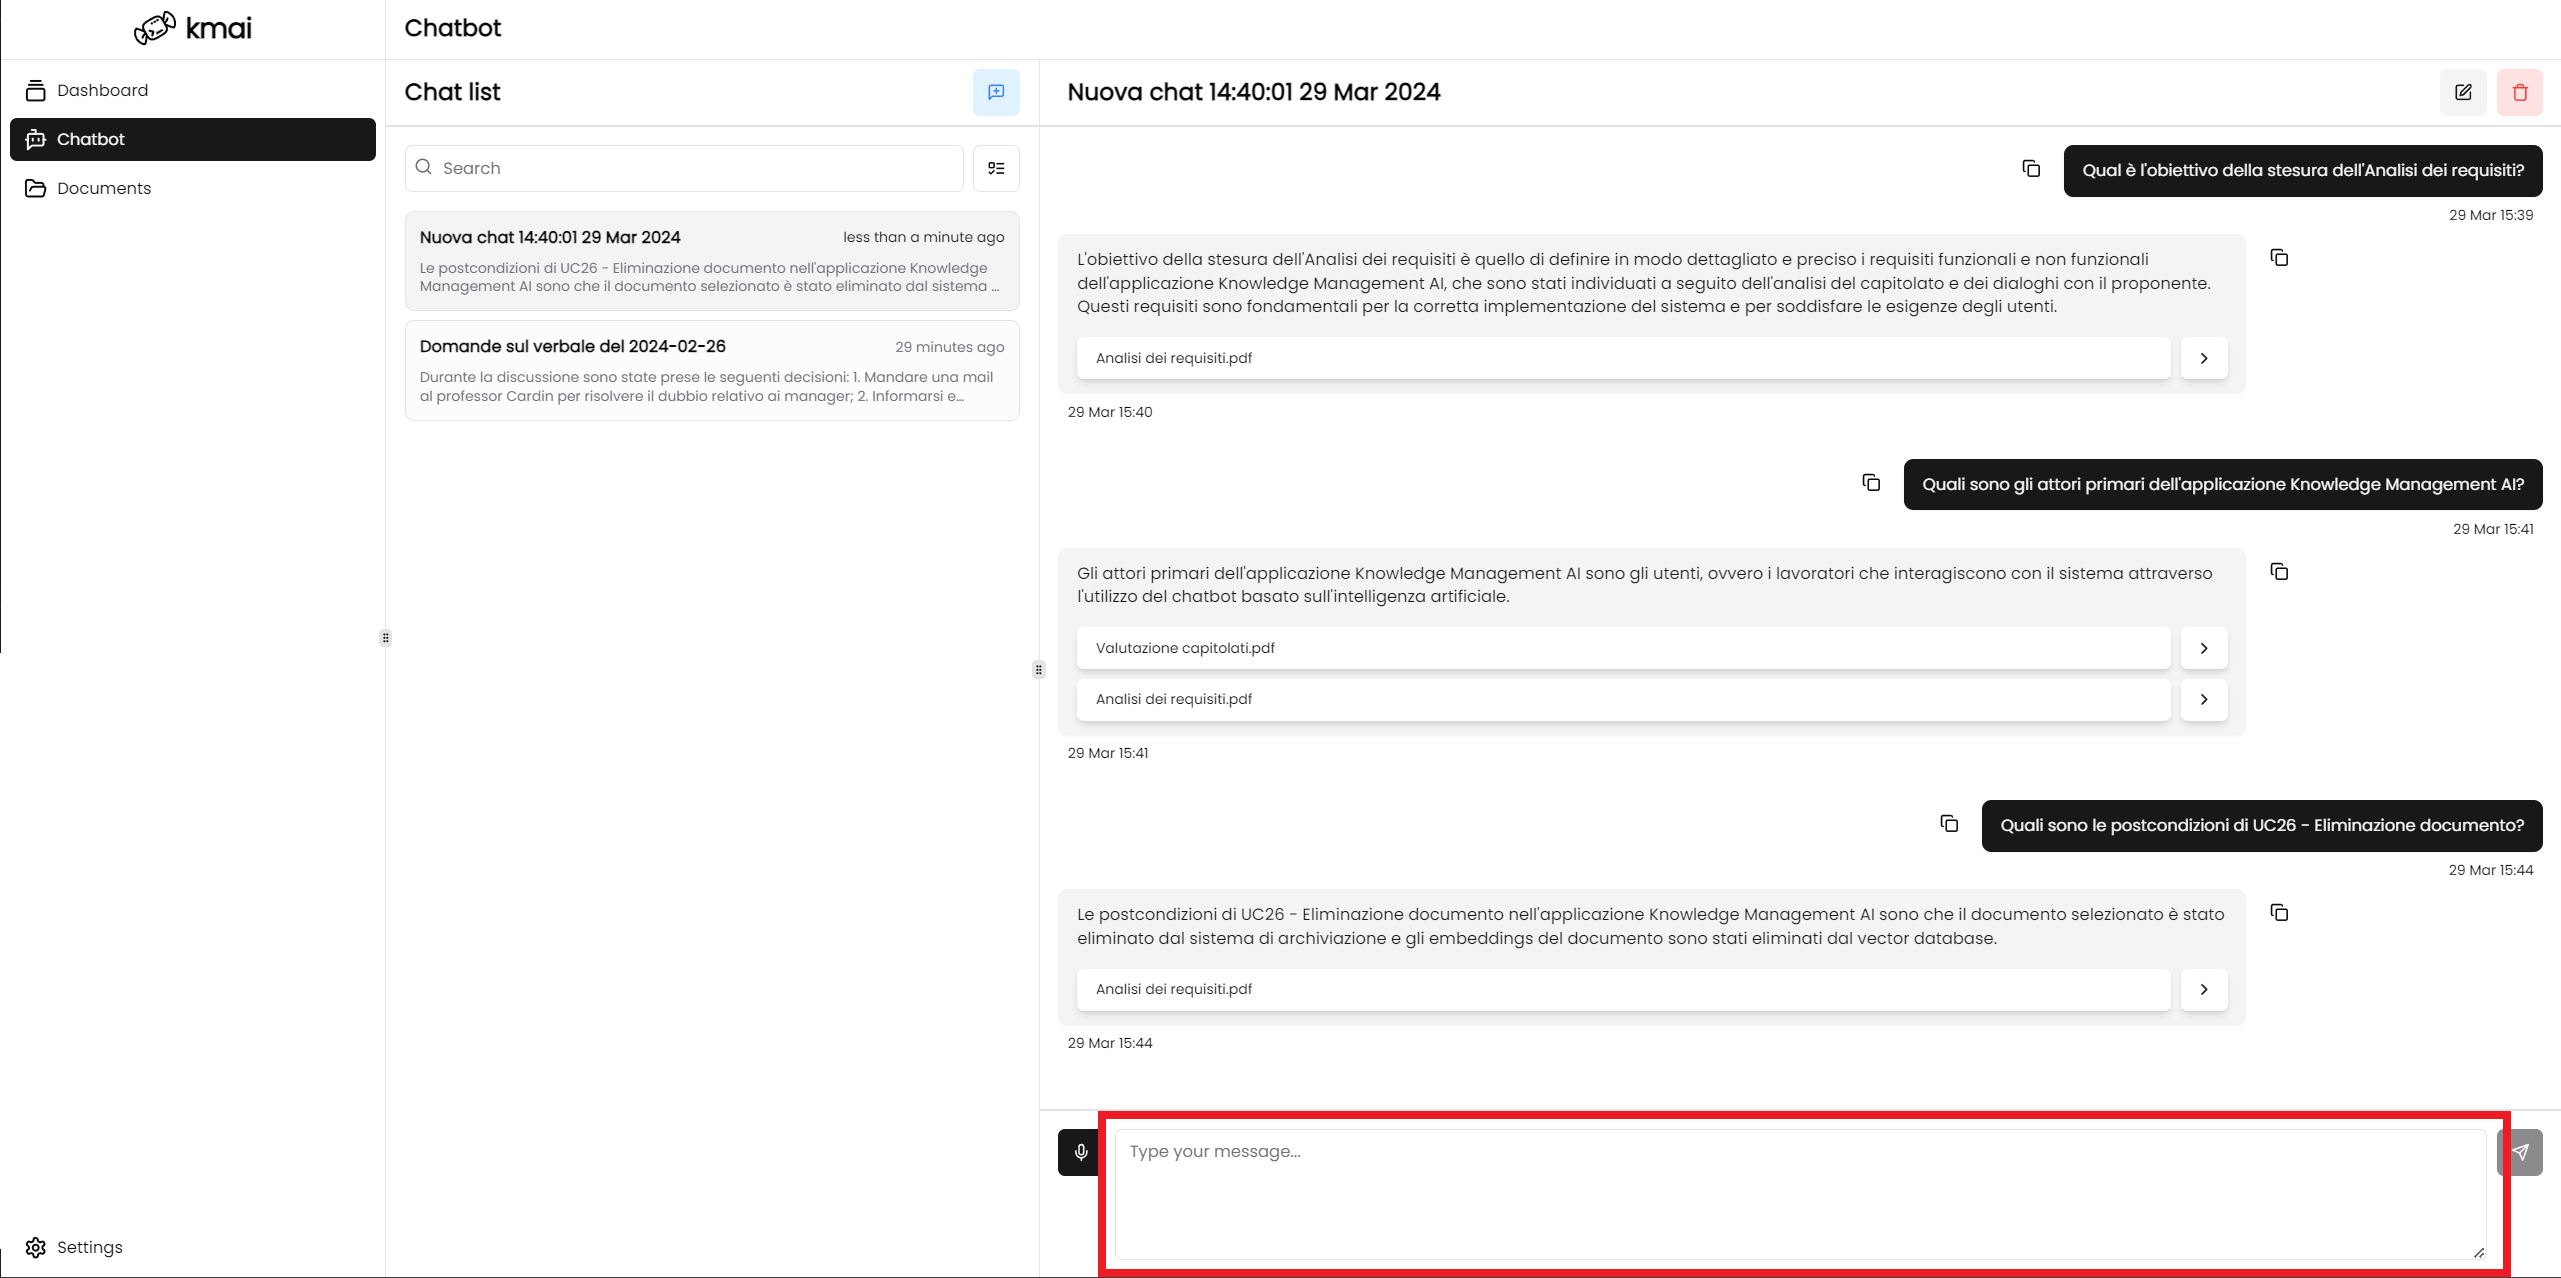 kmai
Chatbot
Dashboard
Chatbot
Documents
Settings
Chat list
Search
Nuova chat 14:40:01 29 Mar 2024
less than a minute ago
Le postcondizioni di UC26 - Eliminazione documento nell'applicazione Knowledge
Management AI sono che il documento selezionato è stato eliminato dal sistema ...
Domande sul verbale del 2024-02-26
29 minutes ago
Durante la discussione sono state prese le seguenti decisioni: 1. Mandare una mail
al professor Cardin per risolvere il dubbio relativo ai manager; 2. Informarsi e...
Nuova chat 14:40:01 29 Mar 2024
Qual è l'obiettivo della stesura dell'Analisi dei requisiti?
29 Mar 15:39
L'obiettivo della stesura dell'Analisi dei requisiti è quello di definire in modo dettagliato e preciso i requisiti funzionali e non funzionali
dell'applicazione Knowledge Management AI, che sono stati individuati a seguito dell'analisi del capitolato e dei dialoghi con il proponente.
Questi requisiti sono fondamentali per la corretta implementazione del sistema e per soddisfare le esigenze degli utenti.
Analisi dei requisiti.pdf
29 Mar 15:40
Quali sono gli attori primari dell'applicazione Knowledge Management AI?
29 Mar 15:41
Gli attori primari dell'applicazione Knowledge Management AI sono gli utenti, ovvero i lavoratori che interagiscono con il sistema attraverso
l'utilizzo del chatbot basato sull'intelligenza artificiale.
Valutazione capitolati.pdf
Analisi dei requisiti.pdf
29 Mar 15:41
Quali sono le postcondizioni di UC26 - Eliminazione documento?
29 Mar 15:44
Le postcondizioni di UC26 - Eliminazione documento nell'applicazione Knowledge Management AI sono che il documento selezionato è stato
eliminato dal sistema di archiviazione e gli embeddings del documento sono stati eliminati dal vector database.
Analisi dei requisiti.pdf
29 Mar 15:44
Type your message...